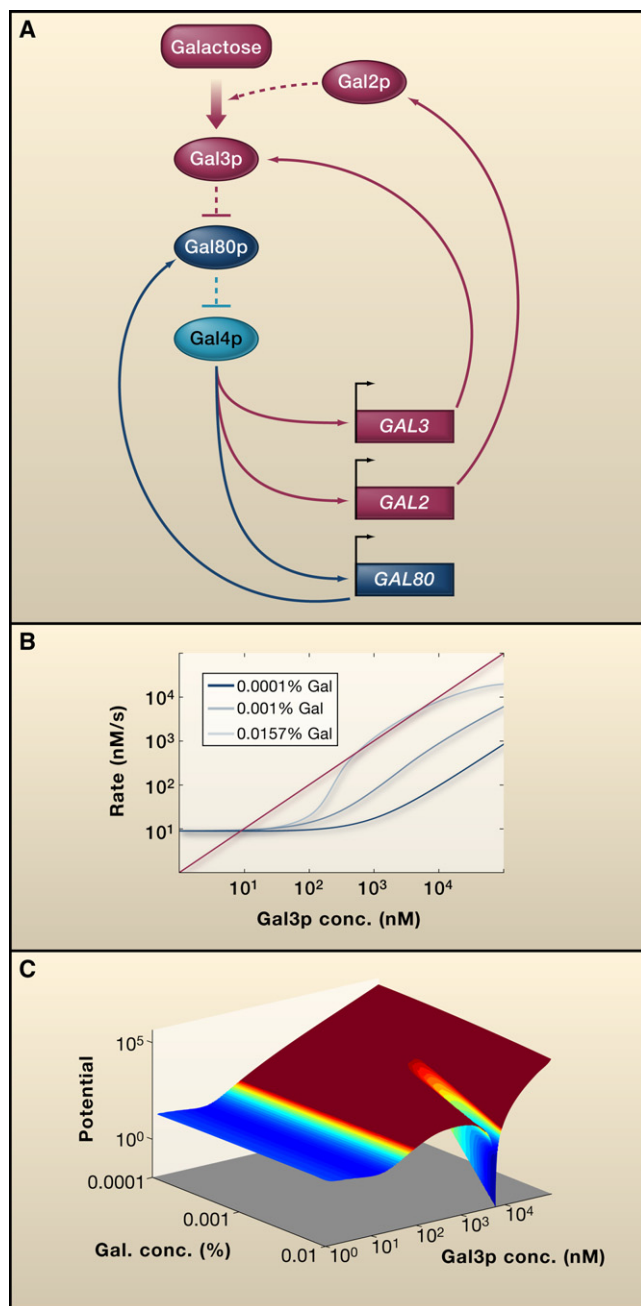 A
Galactose
Gal2p
Gal3p
Gal80p
Gal4p
GAL3
GAL2
GAL80
B
0.0001% Gal
0.001% Gal
0.0157% Gal
10⁴
10³
10²
10¹
Rate (nM/s)
10¹ 10² 10³ 10⁴
Gal3p conc. (nM)
C
10⁵
10⁰
Potential
0.0001
0.001
0.01
Gal. conc. (%)
10⁰ 10¹ 10² 10³ 10⁴
Gal3p conc. (nM)